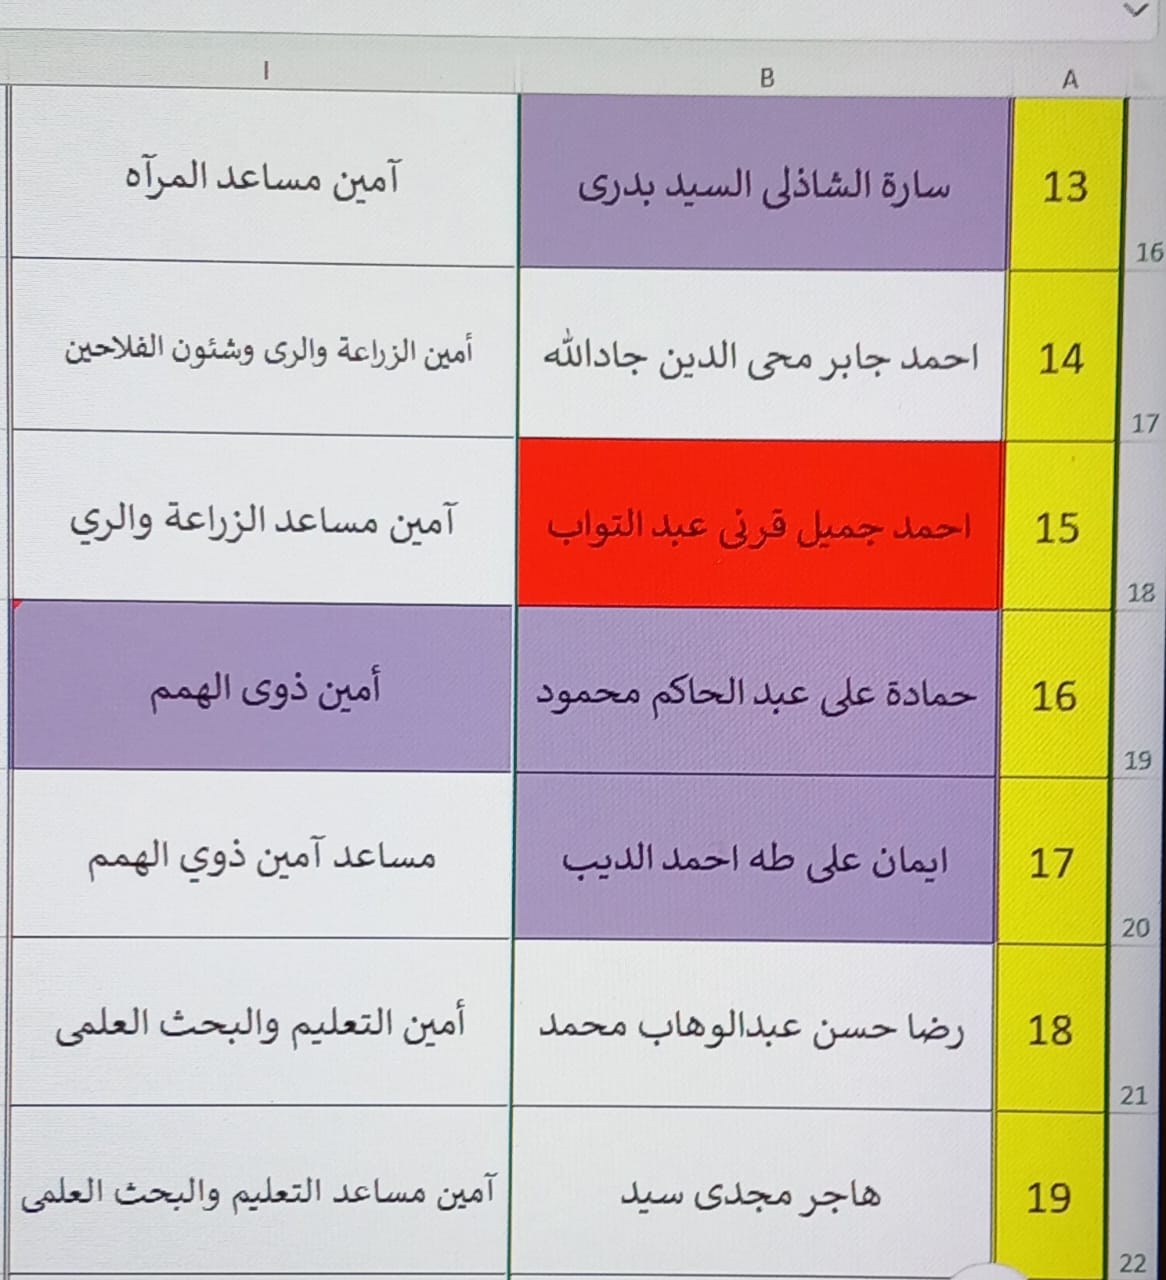 A B I
13 سارة الشاذلى السيد بدرى آمين مساعد المرآه
16
14 احمد جابر محى الدين جادالله أمين الزراعة والرى وشئون الفلاحين
17
15 احمد جميل قرنى عبد التواب آمين مساعد الزراعة والري
18
16 حمادة على عبد الحاكم محمود أمين ذوى الهمم
19
17 ايمان على طه احمد الديب مساعد آمين ذوي الهمم
20
18 رضا حسن عبدالوهاب محمد أمين التعليم والبحث العلمى
21
19 هاجر مجدى سيد آمين مساعد التعليم والبحث العلمى
22